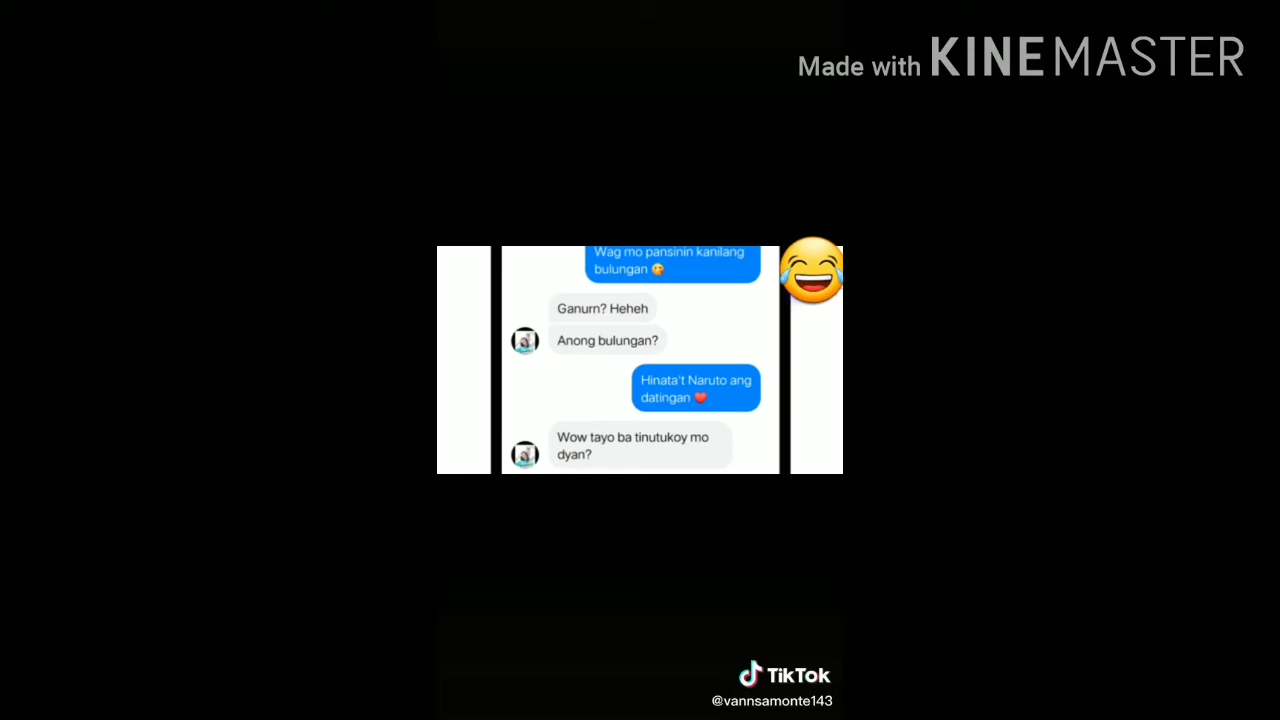 Made with KINEMASTER
Wag mo pansinin kanilang
bulungan 😘
Ganurn? Heheh
Anong bulungan?
Hinata't Naruto ang
datingan ❤️
Wow tayo ba tinutukoy mo
dyan?
TikTok
@vannsamonte143